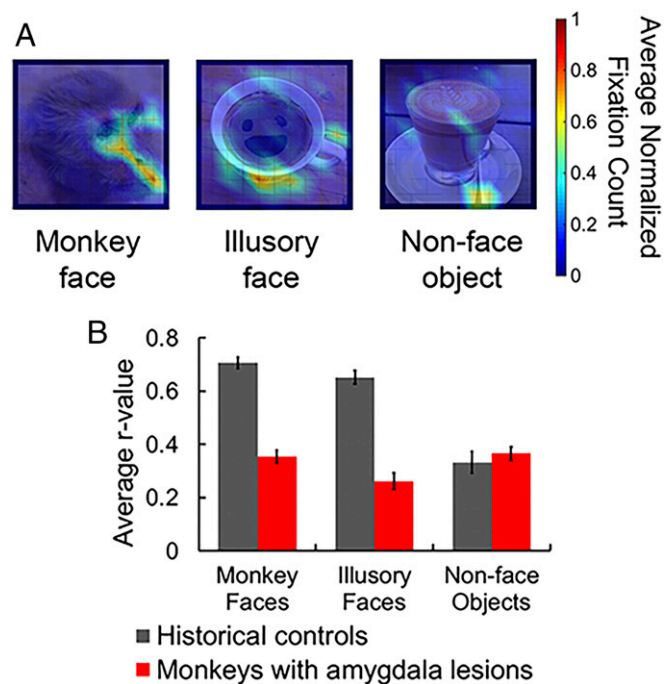 A
Monkey
face
Illusory
face
Non-face
object
1
0.8
0.6
0.4
0.2
0
Average Normalized
Fixation Count
B
Average r-value
0.8
0.6
0.4
0.2
0
Monkey
Faces
Illusory
Faces
Non-face
Objects
Historical controls
Monkeys with amygdala lesions